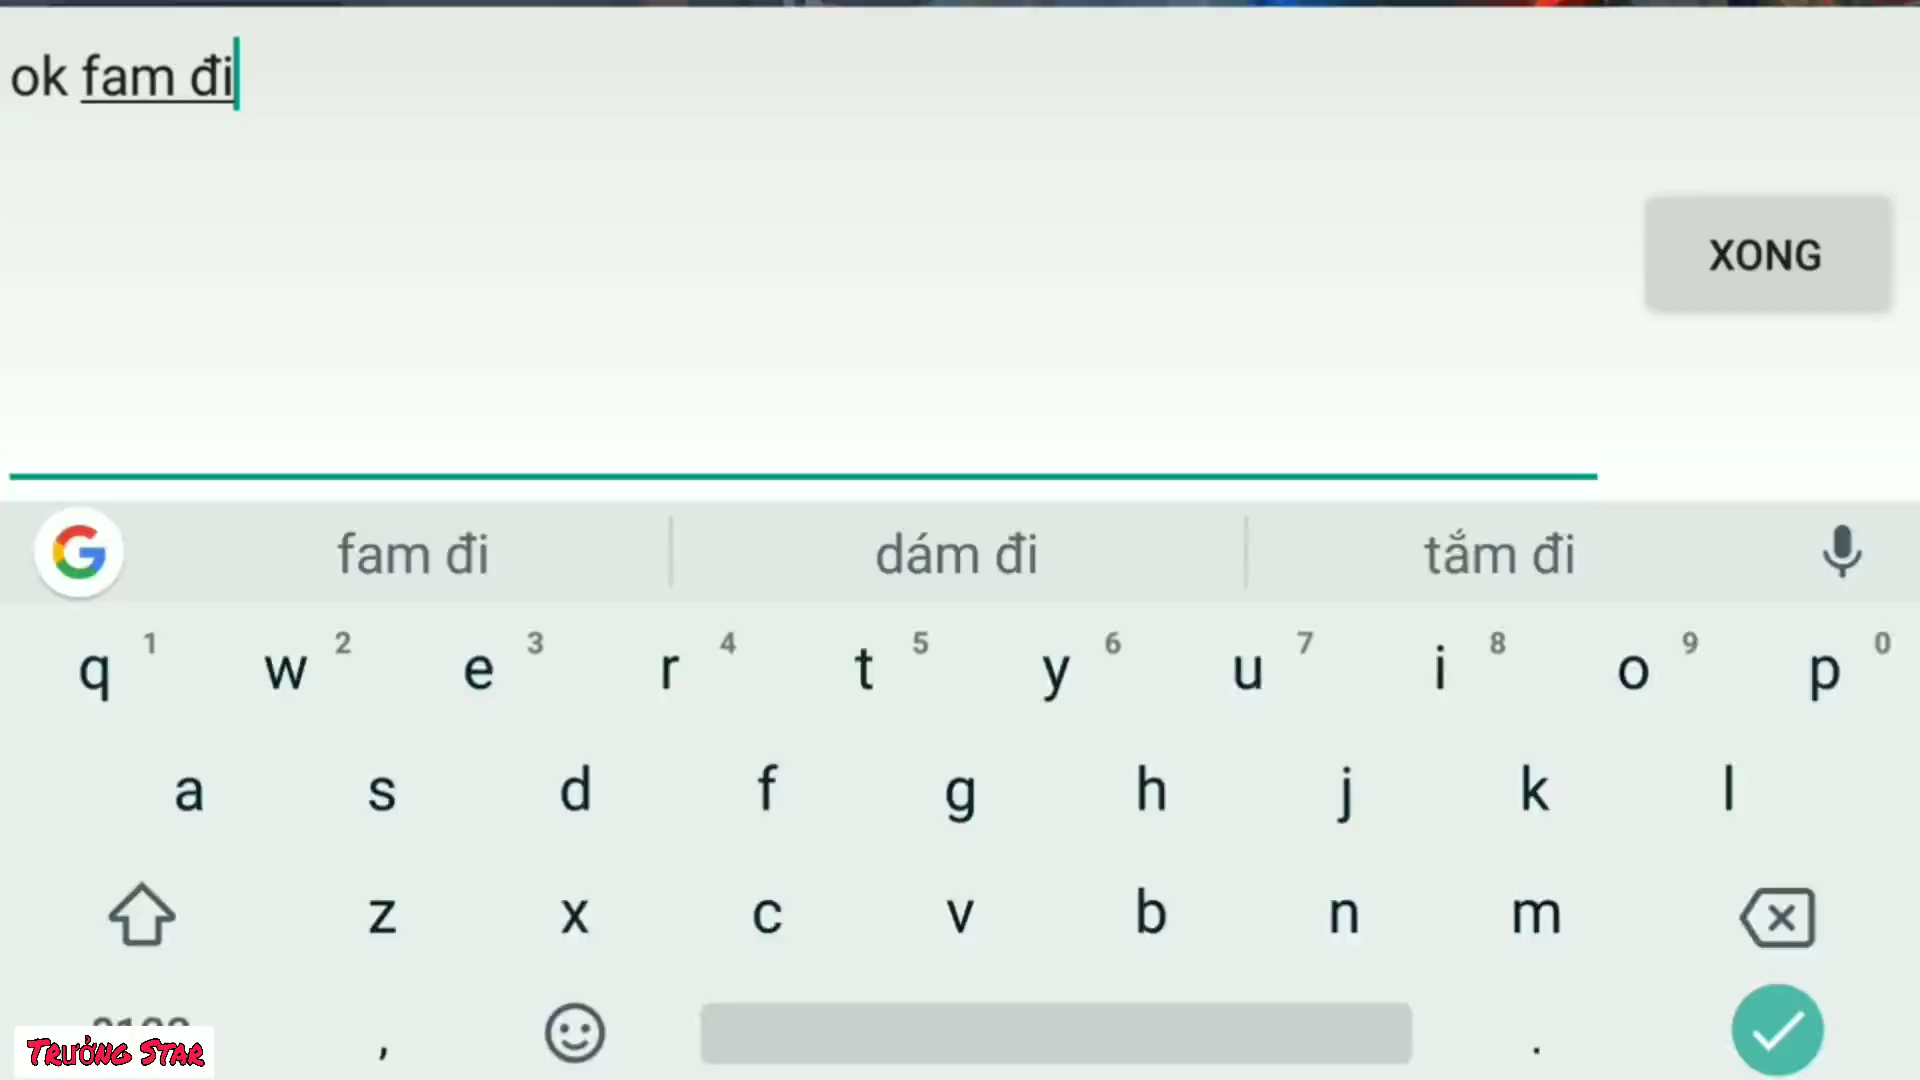 ok fam đi
XONG
fam đi
dám đi
tắm đi
q 1 w 2 e 3 r 4 t 5 y 6 u 7 i 8 o 9 p 0
a s d f g h j k l
z x c v b n m
, .
TRưởNG STAR